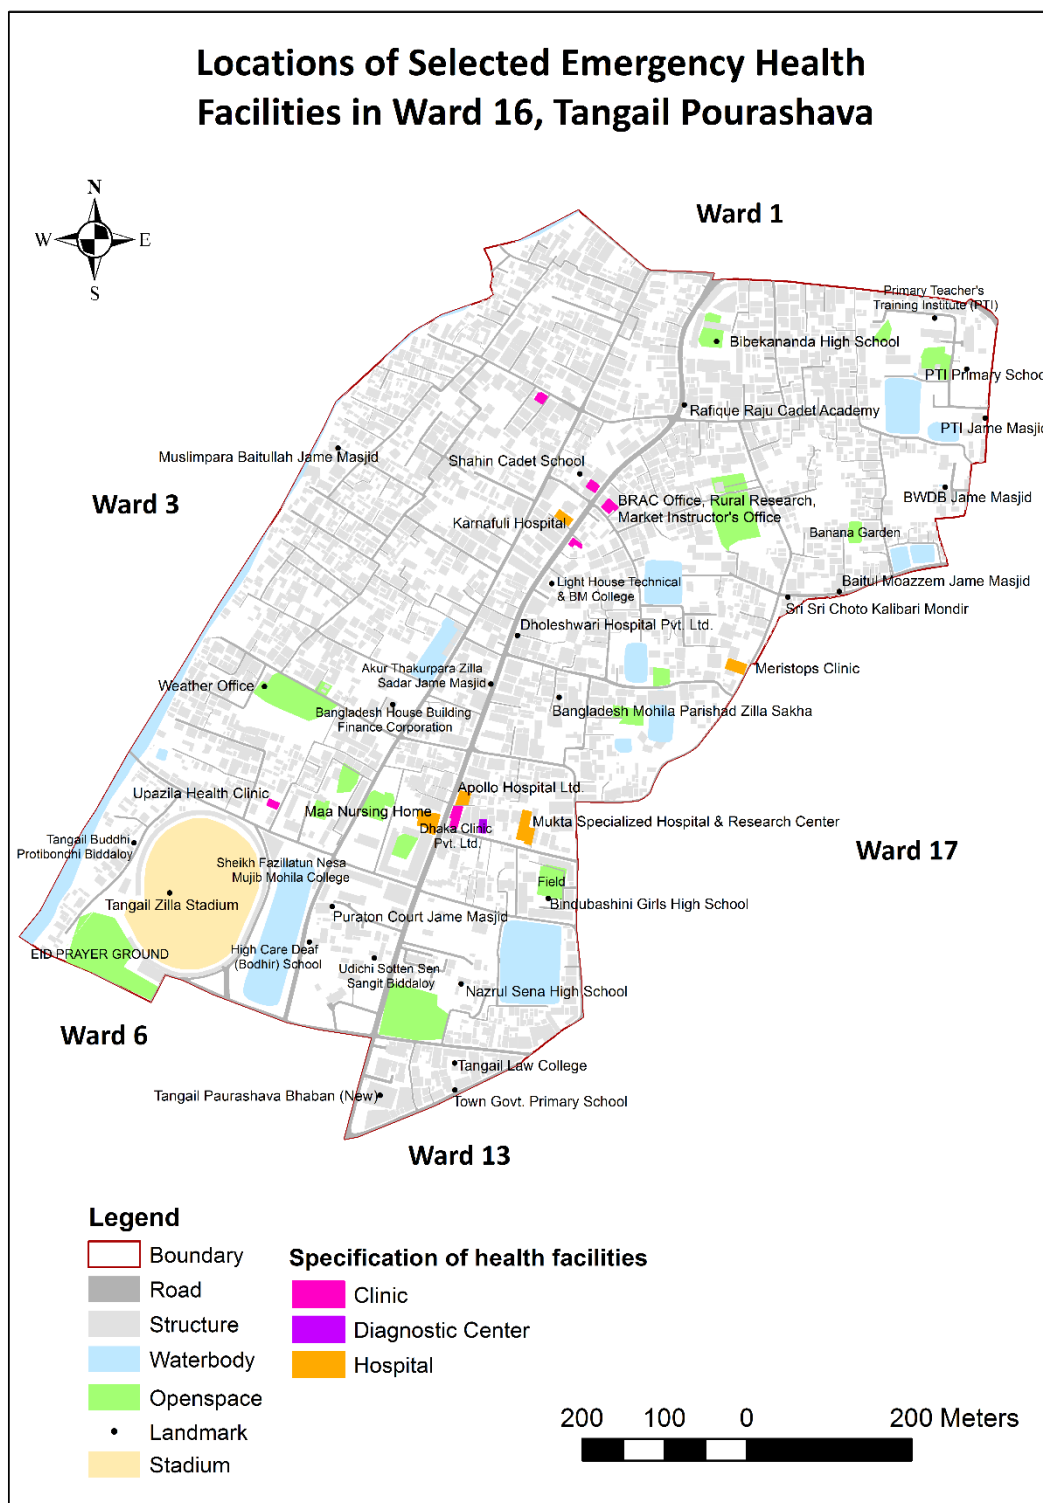 Locations of Selected Emergency Health
Facilities in Ward 16, Tangail Pourashava
N
W
E
S
Ward 1
Primary Teacher's
Training Institute (PTI)
Bibekananda High School
PTI Primary School
Rafique Raju Cadet Academy
PTI Jame Masjid
Muslimpara Baitullah Jame Masjid
Shahin Cadet School
Ward 3
BRAC Office, Rural Research,
Market Instructor's Office
BWDB Jame Masjid
Karnafuli Hospital
Banana Garden
Light House Technical
& BM College
Baitul Moazzem Jame Masjid
Sri Sri Choto Kalibari Mondir
Dholeshwari Hospital Pvt. Ltd.
Akur Thakurpara Zilla
Sadar Jame Masjid
Meristops Clinic
Weather Office
Bangladesh House Building
Finance Corporation
Bangladesh Mohila Parishad Zilla Sakha
Upazila Health Clinic
Apollo Hospital Ltd.
Maa Nursing Home
Dhaka Clinic
Pvt. Ltd.
Mukta Specialized Hospital & Research Center
Tangail Buddhi
Protibondhi Biddaloy
Ward 17
Sheikh Fazillatun Nesa
Mujib Mohila College
Field
Tangail Zilla Stadium
Bindubashini Girls High School
Puraton Court Jame Masjid
EID PRAYER GROUND
High Care Deaf
(Bodhir) School
Udichi Sotten Sen
Sangit Biddaloy
Nazrul Sena High School
Ward 6
Tangail Law College
Tangail Paurashava Bhaban (New)
Town Govt. Primary School
Ward 13
Legend
Boundary
Road
Structure
Waterbody
Openspace
Landmark
Stadium
Specification of health facilities
Clinic
Diagnostic Center
Hospital
200 100 0 200 Meters